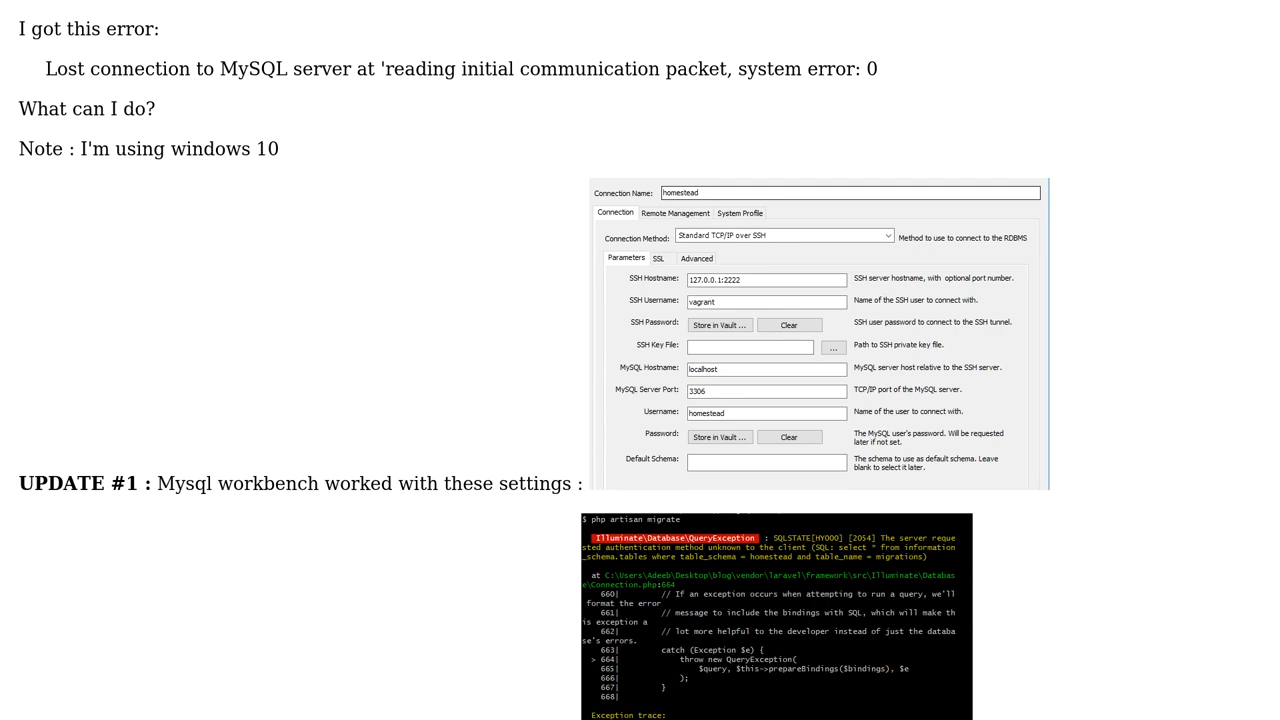 I got this error:
Lost connection to MySQL server at 'reading initial communication packet, system error: 0
What can I do?
Note : I'm using windows 10
Connection Name: homestead
Connection Remote Management System Profile
Connection Method: Standard TCP/IP over SSH Method to use to connect to the RDBMS
Parameters SSL Advanced
SSH Hostname: 127.0.0.1:2222 SSH server hostname, with optional port number.
SSH Username: vagrant Name of the SSH user to connect with.
SSH Password: Store in Vault ... Clear SSH user password to connect to the SSH tunnel.
SSH Key File: ... Path to SSH private key file.
MySQL Hostname: localhost MySQL server host relative to the SSH server.
MySQL Server Port: 3306 TCP/IP port of the MySQL server.
Username: homestead Name of the user to connect with.
Password: Store in Vault ... Clear The MySQL user's password. Will be requested
later if not set.
Default Schema: The schema to use as default schema. Leave
blank to select it later.
UPDATE #1 : Mysql workbench worked with these settings :
$ php artisan migrate
Illuminate\Database\QueryException : SQLSTATE[HY000] [2054] The server reque
sted authentication method unknown to the client (SQL: select * from information
_schema.tables where table_schema = homestead and table_name = migrations)
at C:\Users\Adeeb\Desktop\blog\vendor\laravel\framework\src\Illuminate\Databas
e\Connection.php:664
660| // If an exception occurs when attempting to run a query, we'll
format the error
661| // message to include the bindings with SQL, which will make th
is exception a
662| // lot more helpful to the developer instead of just the databa
se's errors.
663| catch (Exception $e) {
> 664| throw new QueryException(
665| $query, $this->prepareBindings($bindings), $e
666| );
667| }
668|
Exception trace: